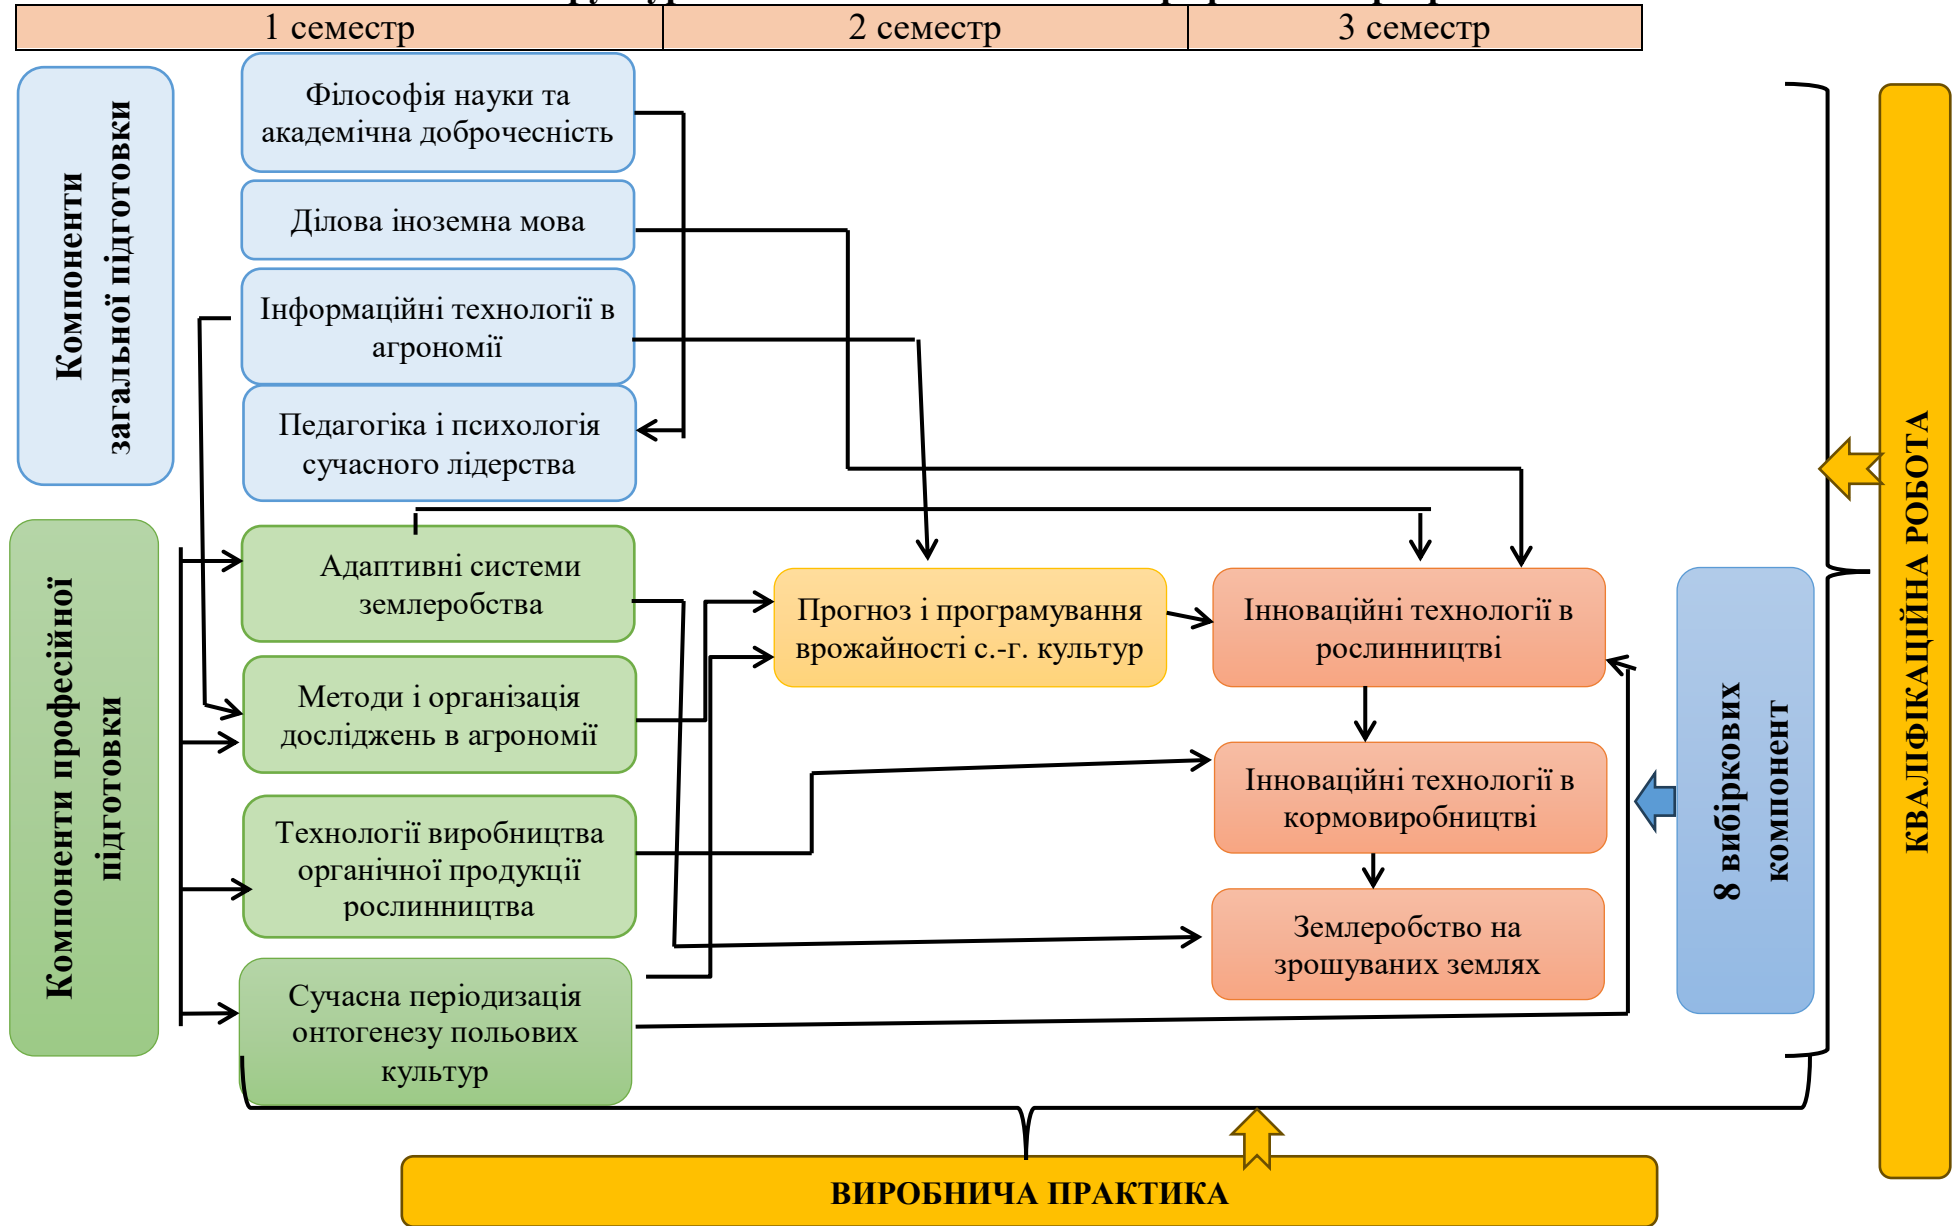 1 семестр
2 семестр
3 семестр
Компоненти
загальної підготовки
Філософія науки та
академічна доброчесність
Ділова іноземна мова
Інформаційні технології в
агрономії
Педагогіка і психологія
сучасного лідерства
Компоненти професійної
підготовки
Адаптивні системи
землеробства
Методи і організація
досліджень в агрономії
Технології виробництва
органічної продукції
рослинництва
Сучасна періодизація
онтогенезу польових
культур
Прогноз і програмування
врожайності с.-г. культур
Інноваційні технології в
рослинництві
Інноваційні технології в
кормовиробництві
Землеробство на
зрошуваних землях
8 вибіркових
компонент
КВАЛІФІКАЦІЙНА РОБОТА
ВИРОБНИЧА ПРАКТИКА